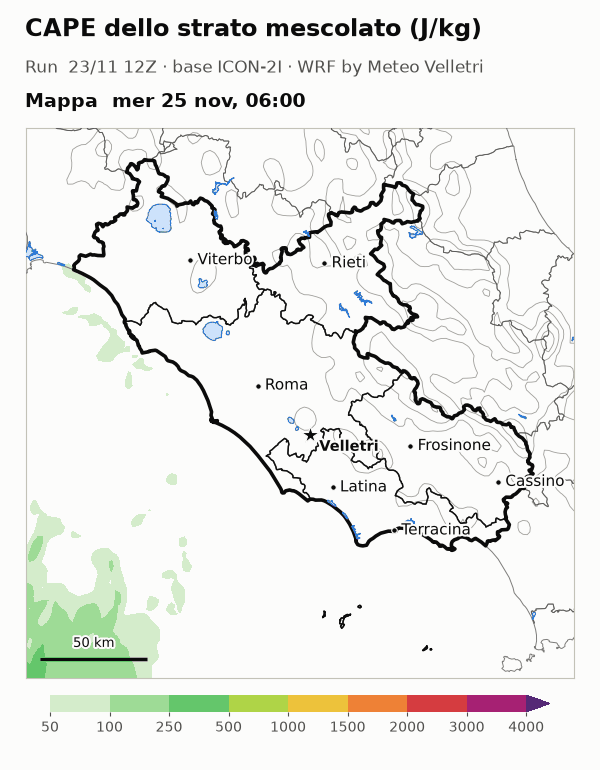 CAPE dello strato mescolato (J/kg)
Run  23/11 12Z · base ICON-2I · WRF by Meteo Velletri
Mappa  mer 25 nov, 06:00
Viterbo
Rieti
Roma
Velletri
Frosinone
Cassino
Latina
Terracina
50 km
50 100 250 500 1000 1500 2000 3000 4000